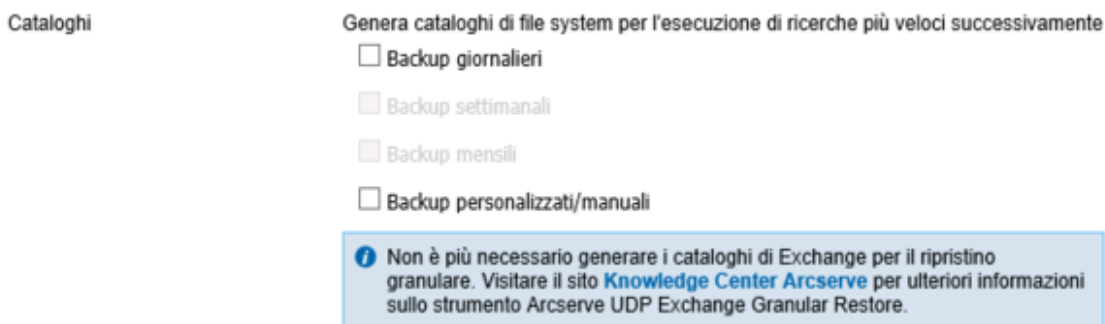 Cataloghi
Genera cataloghi di file system per l'esecuzione di ricerche più veloci successivamente
Backup giornalieri
Backup settimanali
Backup mensili
Backup personalizzati/manuali
Non è più necessario generare i cataloghi di Exchange per il ripristino
granulare. Visitare il sito Knowledge Center Arcserve per ulteriori informazioni
sullo strumento Arcserve UDP Exchange Granular Restore.